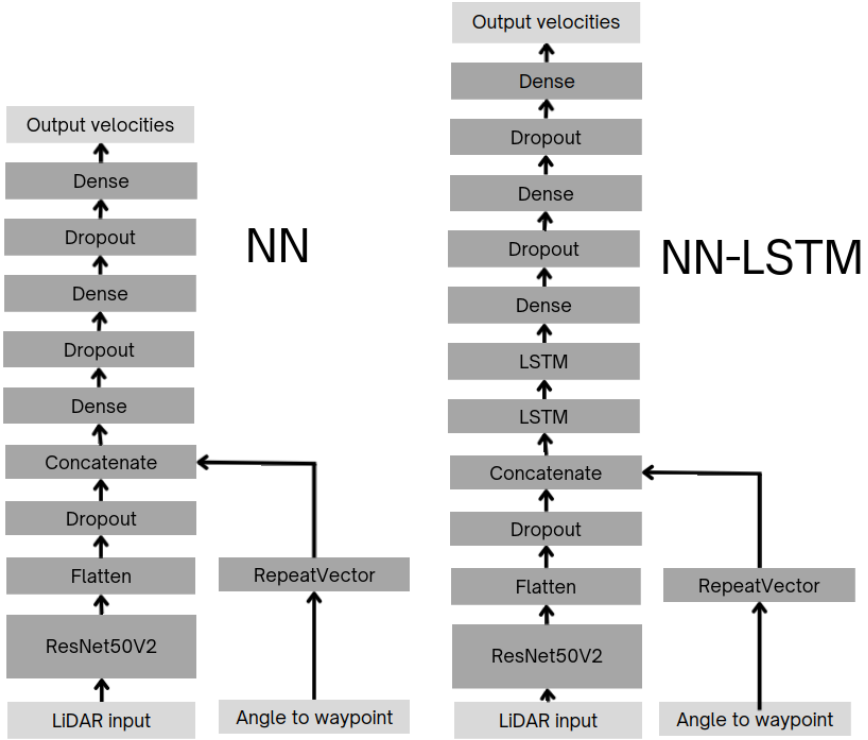 Output velocities
Dense
Dropout
Dense
Dropout
Dense
Concatenate
Dropout
Flatten
ResNet50V2
LiDAR input
RepeatVector
Angle to waypoint
NN
Output velocities
Dense
Dropout
Dense
Dropout
Dense
LSTM
LSTM
Concatenate
Dropout
Flatten
ResNet50V2
LiDAR input
RepeatVector
Angle to waypoint
NN-LSTM